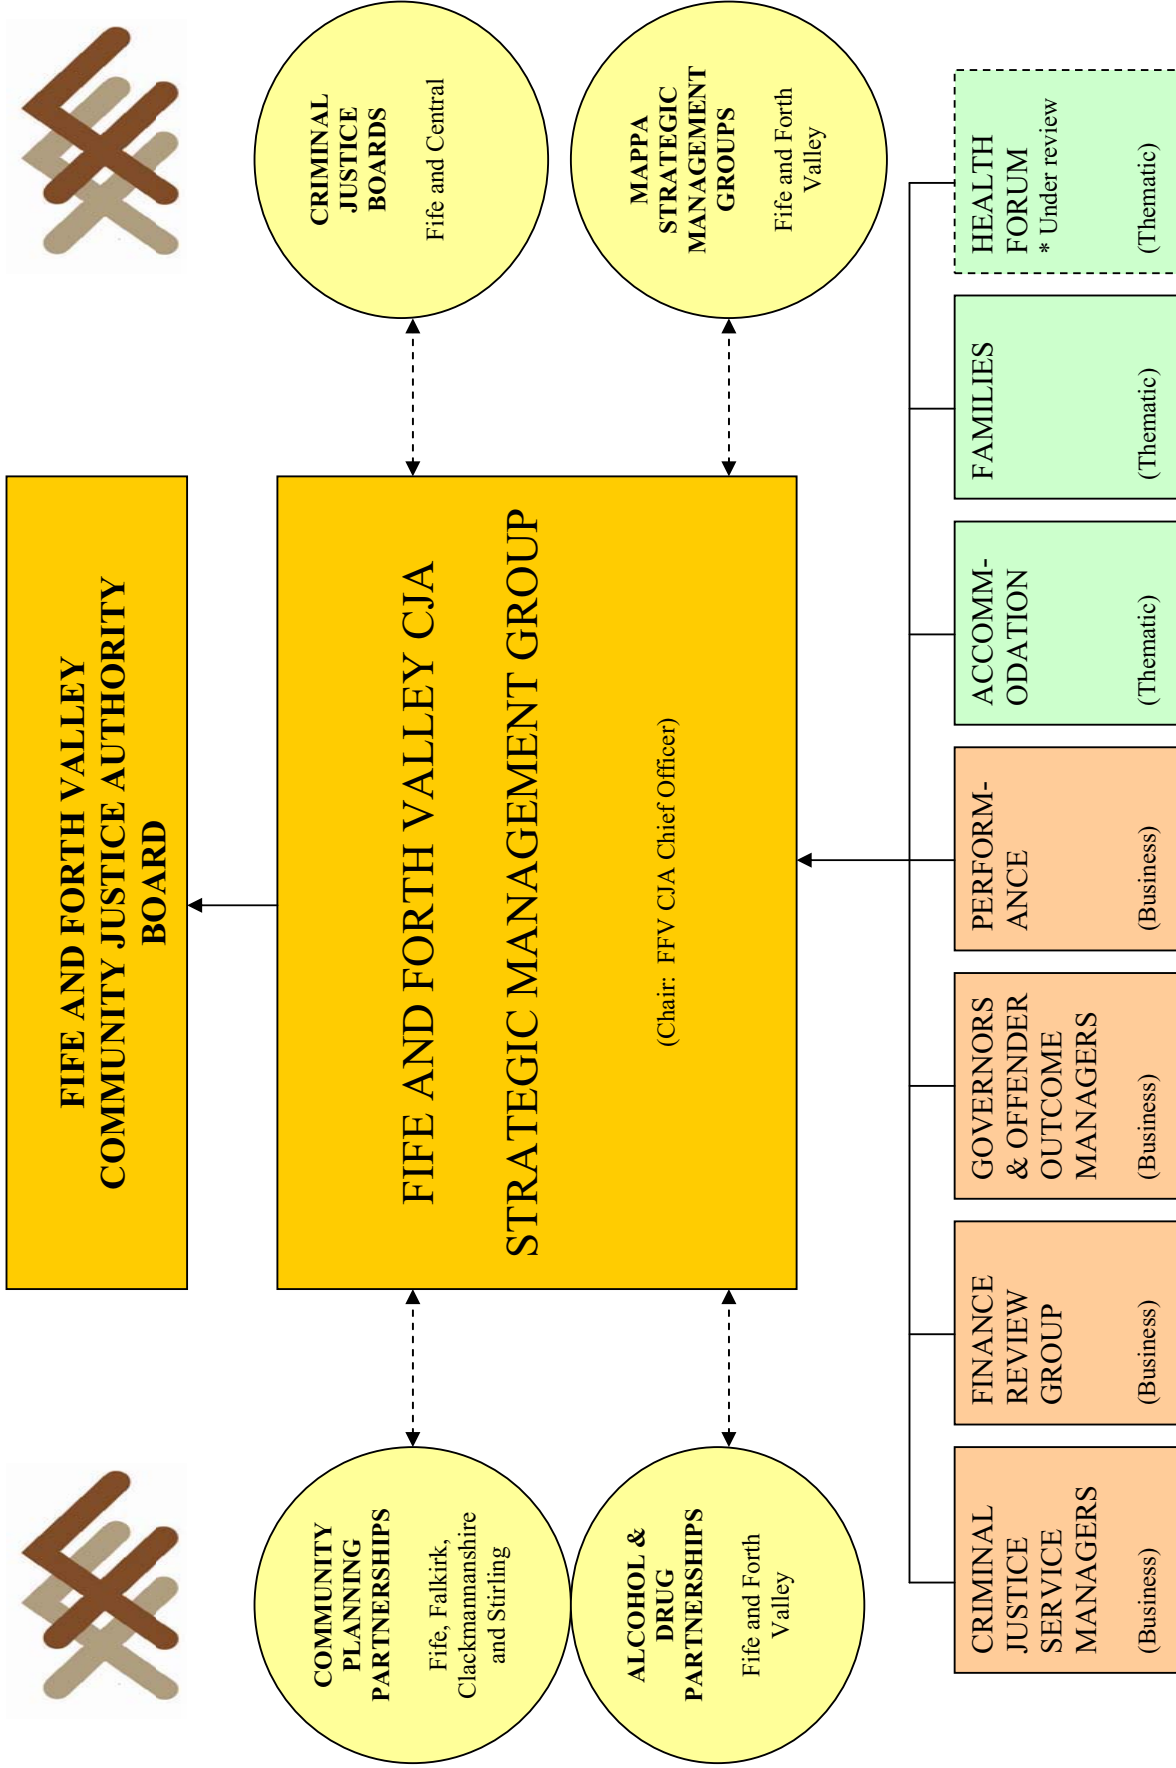 FIFE AND FORTH VALLEY
COMMUNITY JUSTICE AUTHORITY
BOARD
COMMUNITY
PLANNING
PARTNERSHIPS
Fife, Falkirk,
Clackmannanshire
and Stirling
ALCOHOL &
DRUG
PARTNERSHIPS
Fife and Forth
Valley
FIFE AND FORTH VALLEY CJA
STRATEGIC MANAGEMENT GROUP
(Chair: FFV CJA Chief Officer)
CRIMINAL
JUSTICE
BOARDS
Fife and Central
MAPPA
STRATEGIC
MANAGEMENT
GROUPS
Fife and Forth
Valley
CRIMINAL
JUSTICE
SERVICE
MANAGERS
(Business)
FINANCE
REVIEW
GROUP
(Business)
GOVERNORS
& OFFENDER
OUTCOME
MANAGERS
(Business)
PERFORM-
ANCE
(Business)
ACCOMM-
ODATION
(Thematic)
FAMILIES
(Thematic)
HEALTH
FORUM
* Under review
(Thematic)